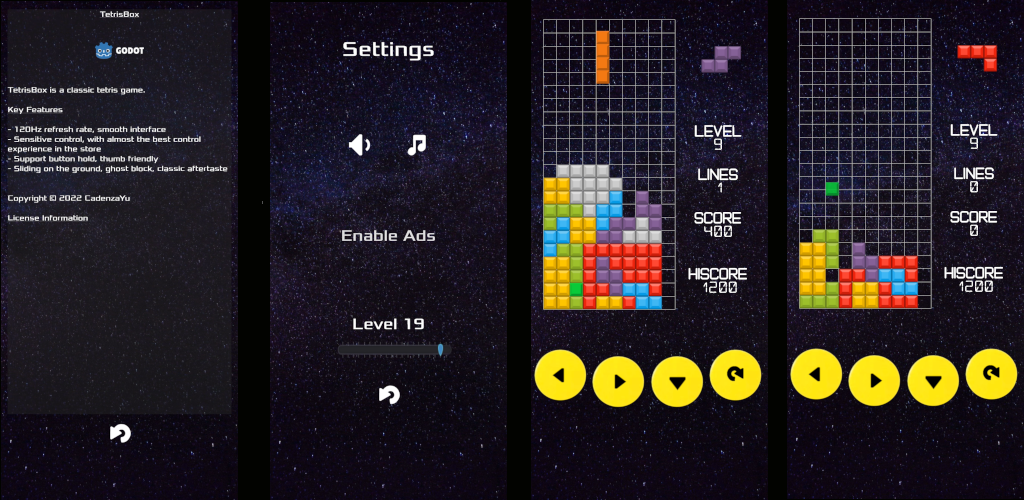 TetrisBox
GODOT
TetrisBox is a classic tetris game.
Key Features
- 120Hz refresh rate, smooth interface
- Sensitive control, with almost the best control
experience in the store
- Support button hold, thumb friendly
- Sliding on the ground, ghost block, classic aftertaste
Copyright © 2022 CadenzaYu
License Information
Settings
Enable Ads
Level 19
LEVEL
9
LINES
1
SCORE
400
HISCORE
1200
LEVEL
9
LINES
0
SCORE
0
HISCORE
1200